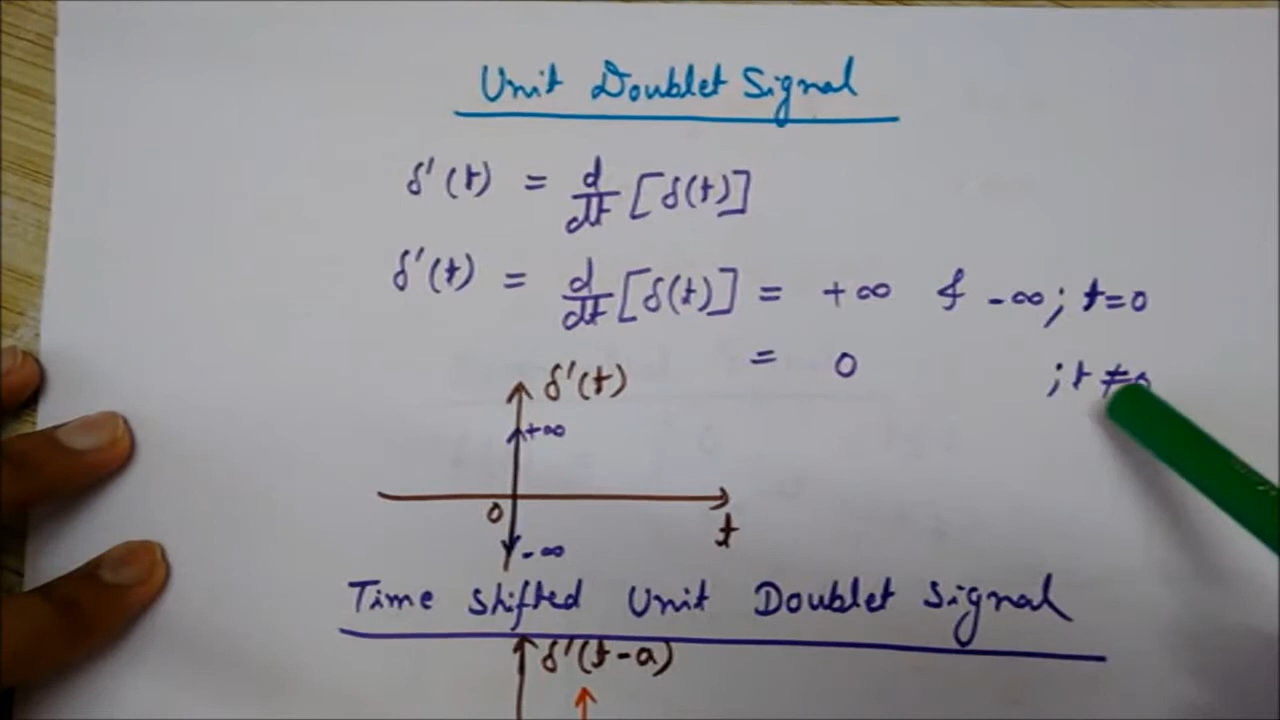 Unit Doublet Signal
δ'(t) = d/dt [δ(t)]
δ'(t) = d/dt [δ(t)] = +∞ & -∞; t=0
= 0 ; t ≠0
δ'(t)
+∞
0
t
-∞
Time Shifted Unit Doublet Signal
δ'(t-a)